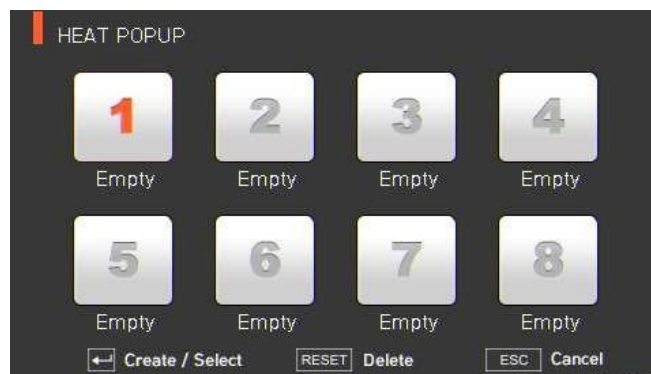 HEAT POPUP
1 2 3 4
Empty Empty Empty Empty
5 6 7 8
Empty Empty Empty Empty
↵ Create / Select RESET Delete ESC Cancel